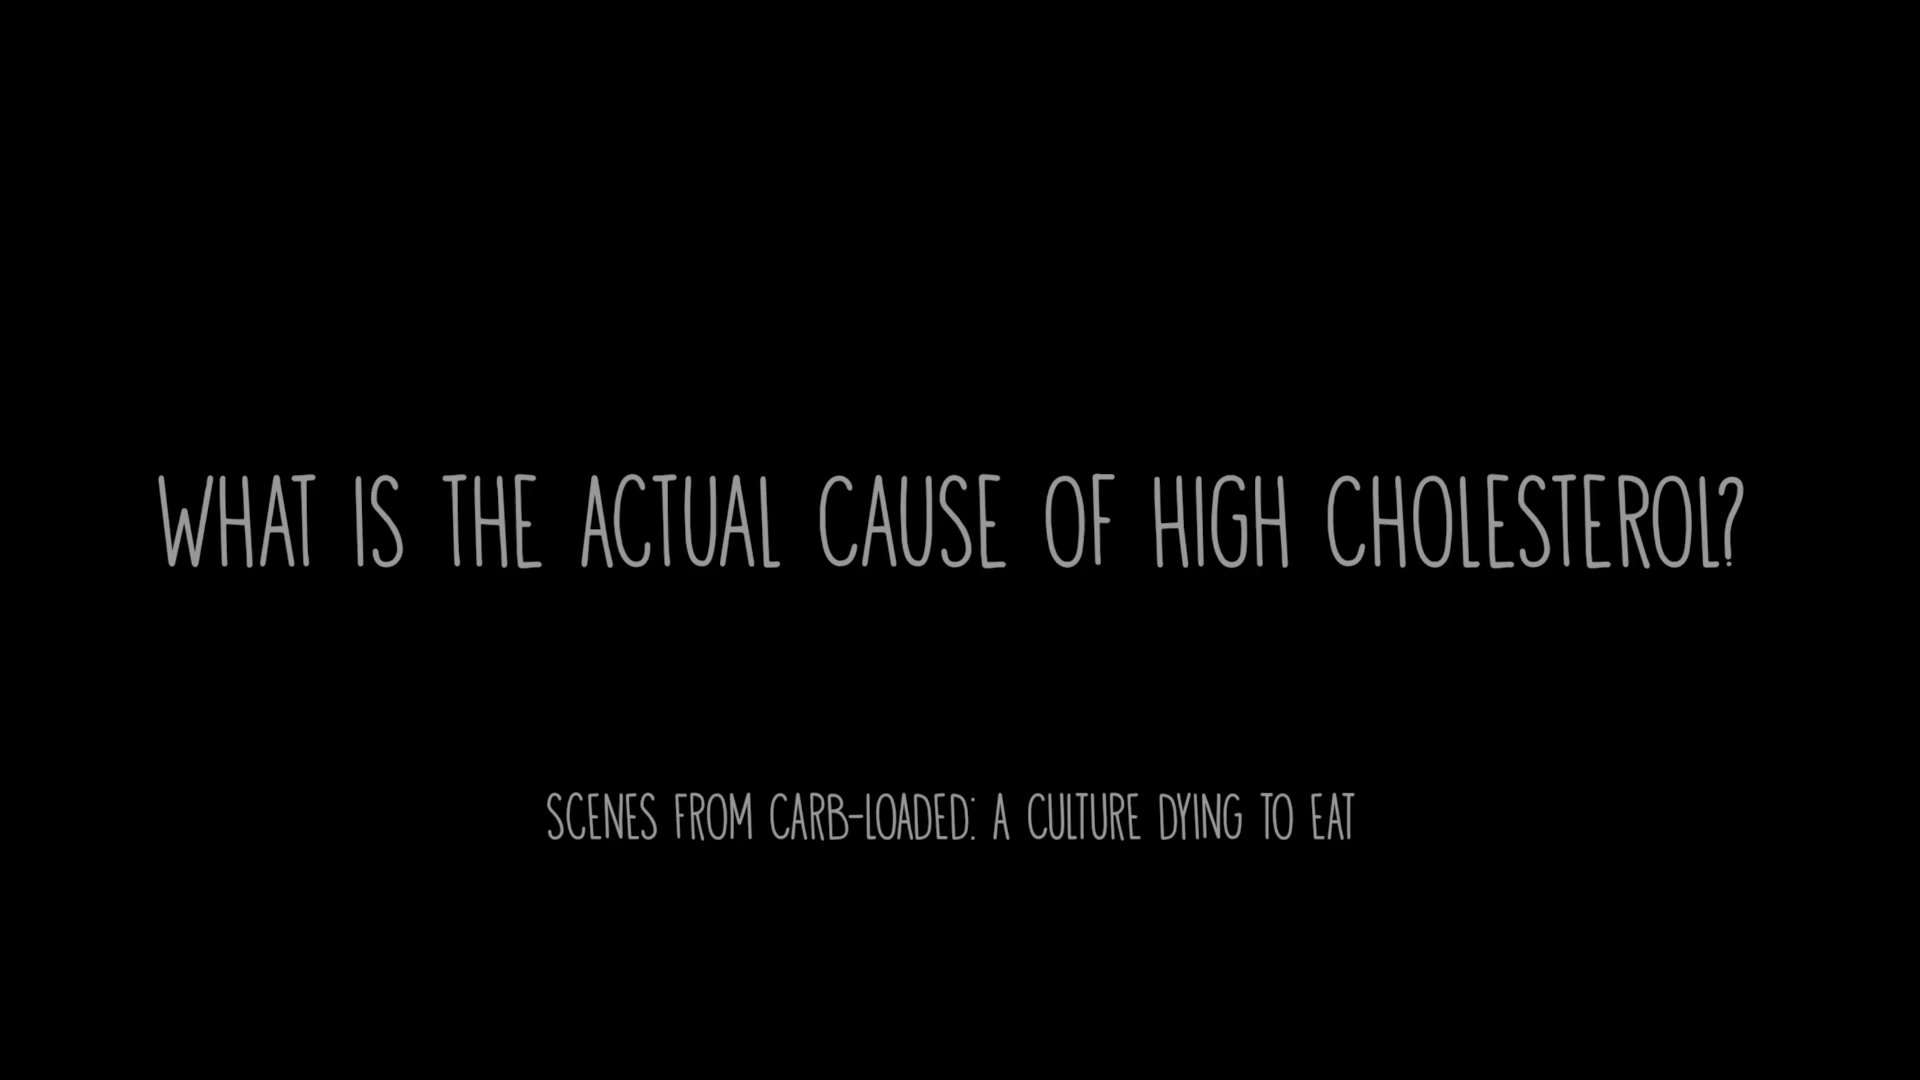 WHAT IS THE ACTUAL CAUSE OF HIGH CHOLESTEROL?
SCENES FROM CARB-LOADED: A CULTURE DYING TO EAT